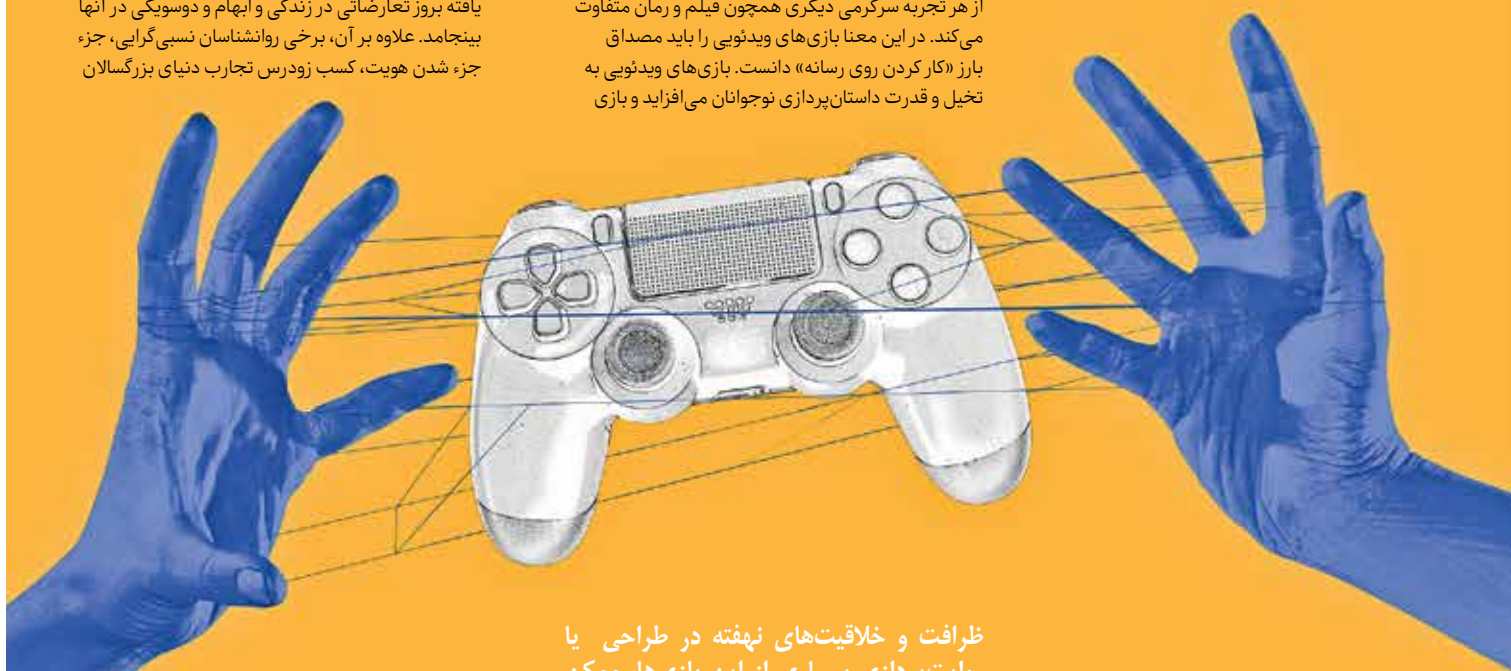 از هر تجربه سرگرمی دیگری همچون فیلم و رمان متفاوت
می‌کند. در این معنا بازی‌های ویدئویی را باید مصداق
بارز «کار کردن روی رسانه» دانست. بازی‌های ویدئویی به
تخیل و قدرت داستان‌پردازی نوجوانان می‌افزاید و بازی
یافته بروز تعارضاتی در زندگی و ابهام و دوسویگی در آنها
بینجامد. علاوه بر آن، برخی روانشناسان نسبی‌گرایی، جزء
جزء شدن هویت، کسب زودرس تجارب دنیای بزرگسالان
ظرافت و خلاقیت‌های نهفته در طراحی یا